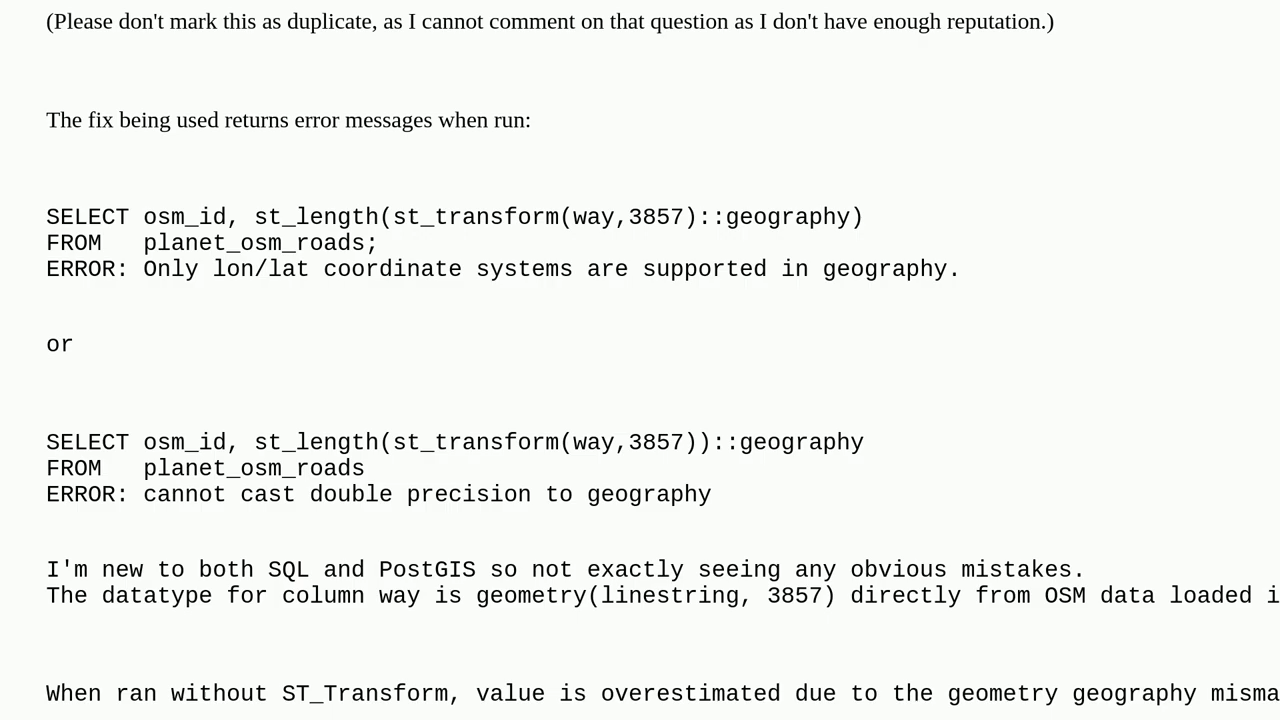 (Please don't mark this as duplicate, as I cannot comment on that question as I don't have enough reputation.)
The fix being used returns error messages when run:
SELECT osm_id, st_length(st_transform(way,3857)::geography)
FROM   planet_osm_roads;
ERROR: Only lon/lat coordinate systems are supported in geography.
or
SELECT osm_id, st_length(st_transform(way,3857))::geography
FROM   planet_osm_roads
ERROR: cannot cast double precision to geography
I'm new to both SQL and PostGIS so not exactly seeing any obvious mistakes.
The datatype for column way is geometry(linestring, 3857) directly from OSM data loaded
When ran without ST_Transform, value is overestimated due to the geometry geography